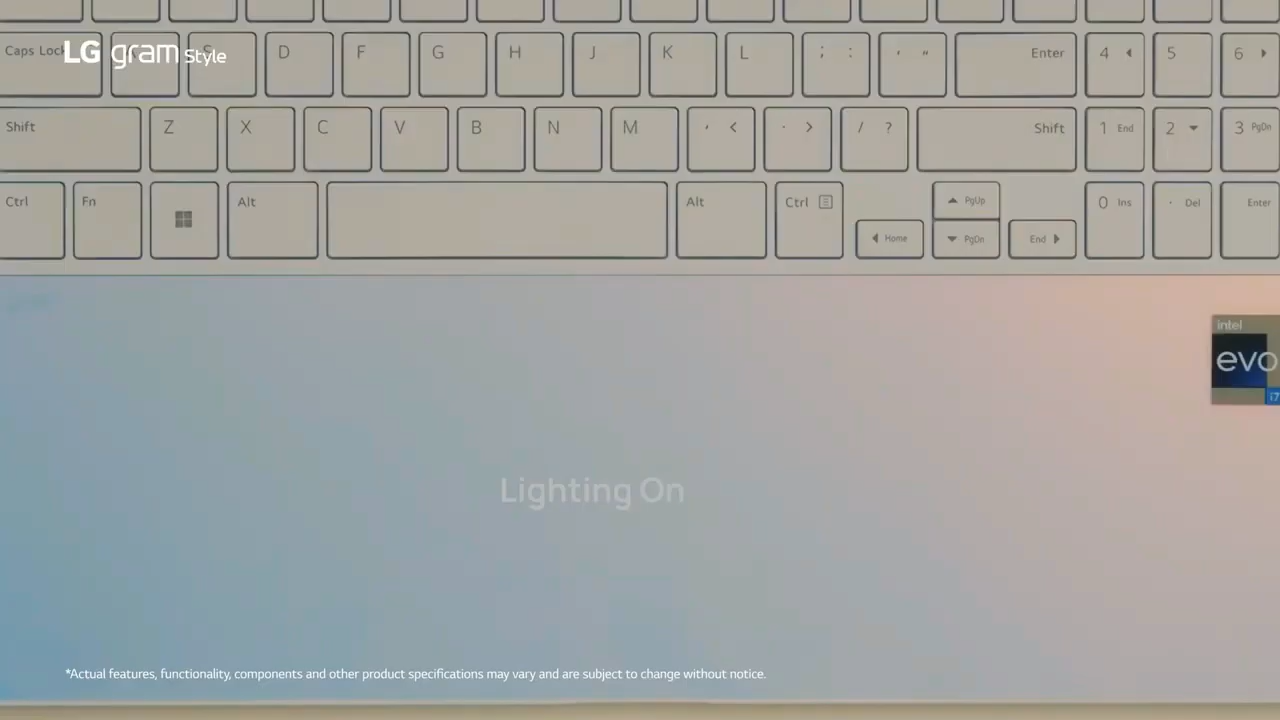 LG gram Style
Caps Lock S D F G H J K L ; : ' " Enter 4 5 6
Shift Z X C V B N M , < . > / ? Shift 1 End 2 3 PgDn
Ctrl Fn Alt Alt Ctrl PgUp 0 Ins . Del Enter
Home PgDn End
intel
evo
i7
Lighting On
*Actual features, functionality, components and other product specifications may vary and are subject to change without notice.